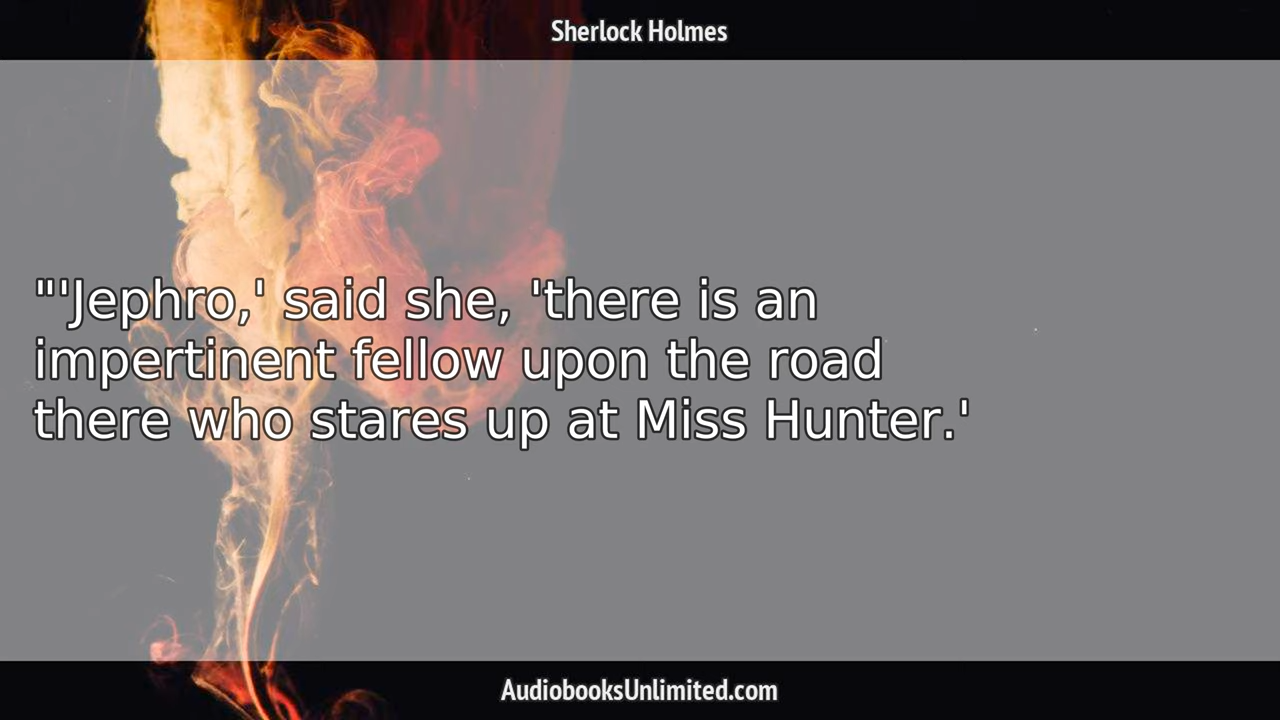 Sherlock Holmes
"'Jephro,' said she, 'there is an
impertinent fellow upon the road
there who stares up at Miss Hunter.'
AudiobooksUnlimited.com